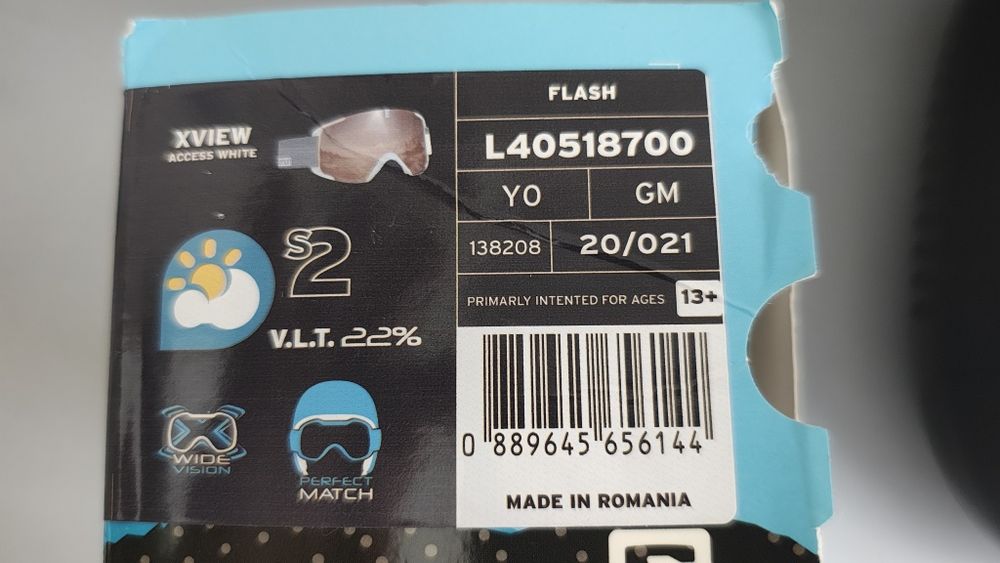 XVIEW
ACCESS WHITE
S2
V.L.T. 22%
WIDE
VISION
PERFECT
MATCH
FLASH
L40518700
YO GM
138208 20/021
PRIMARLY INTENTED FOR AGES 13+
0 889645 656144
MADE IN ROMANIA